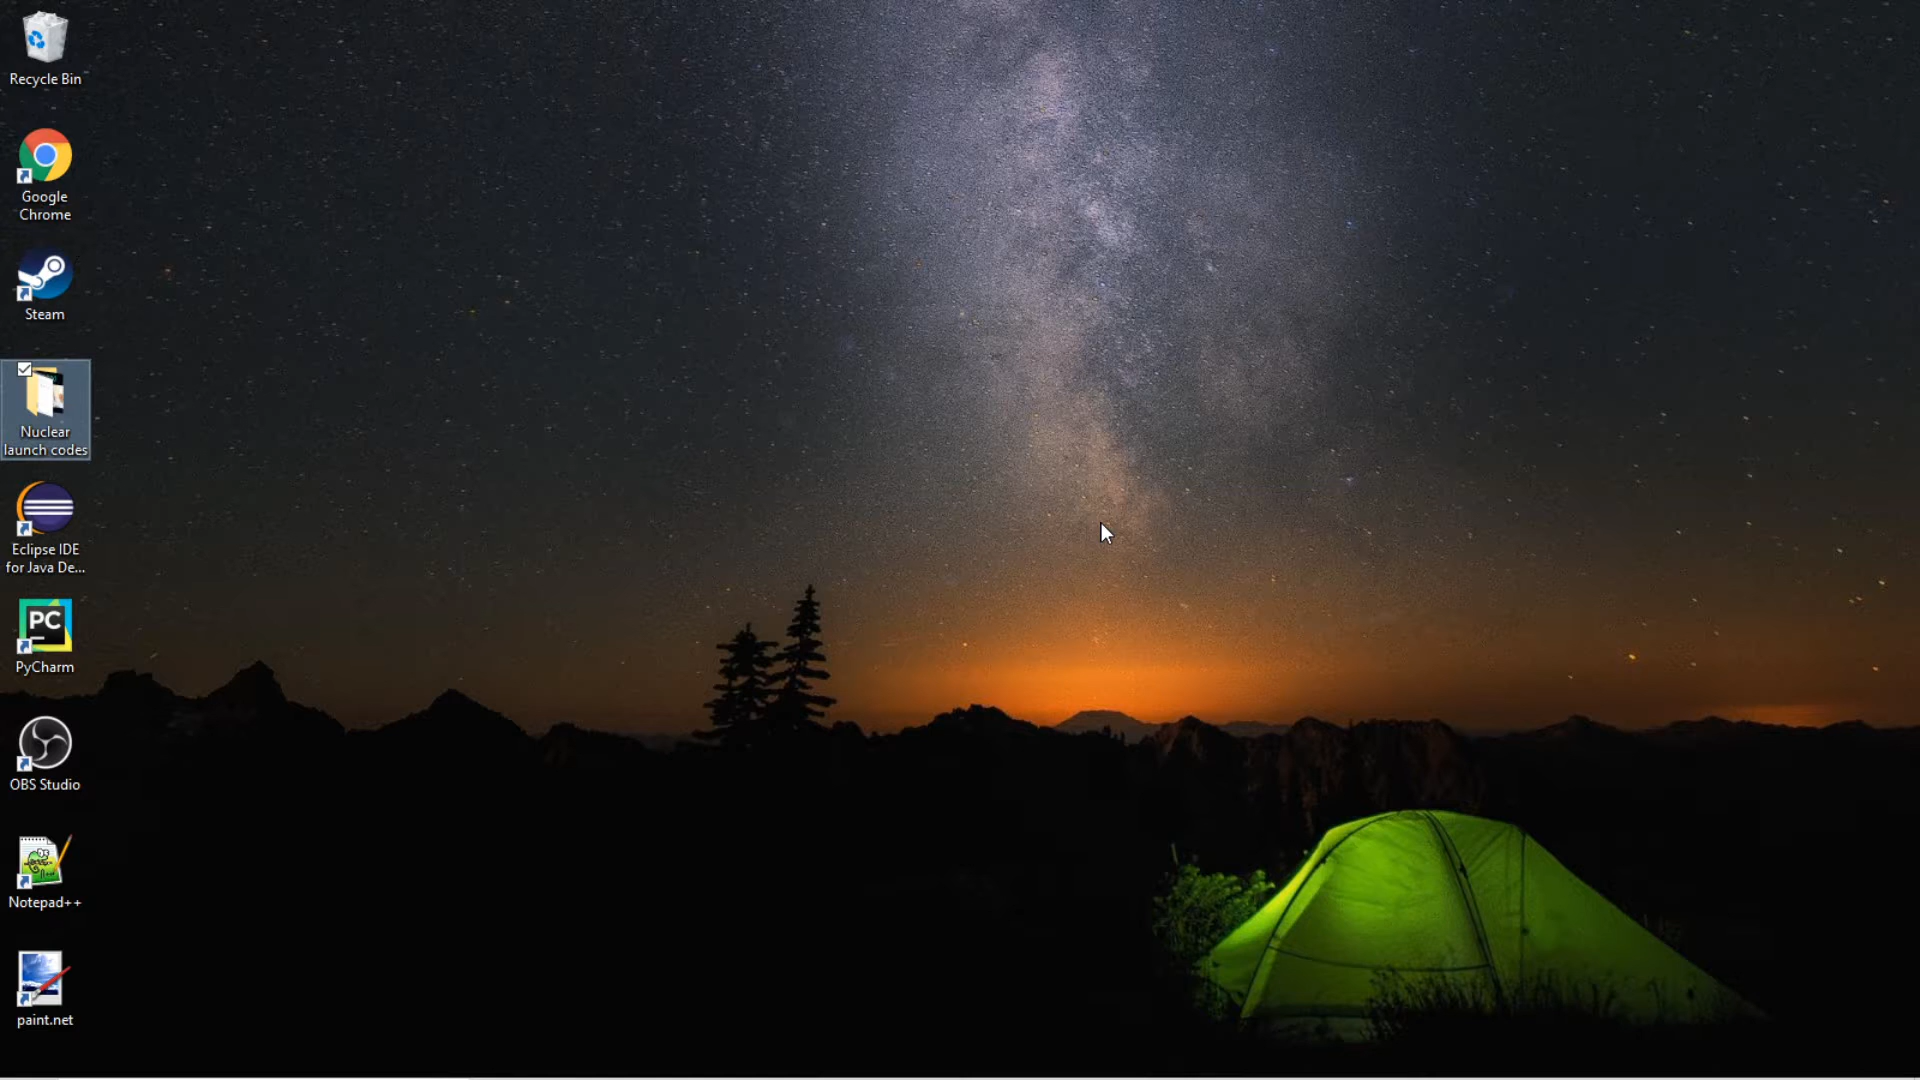 Recycle Bin
Google
Chrome
Steam
Nuclear
launch codes
Eclipse IDE
for Java De...
PC
PyCharm
OBS Studio
Notepad++
paint.net